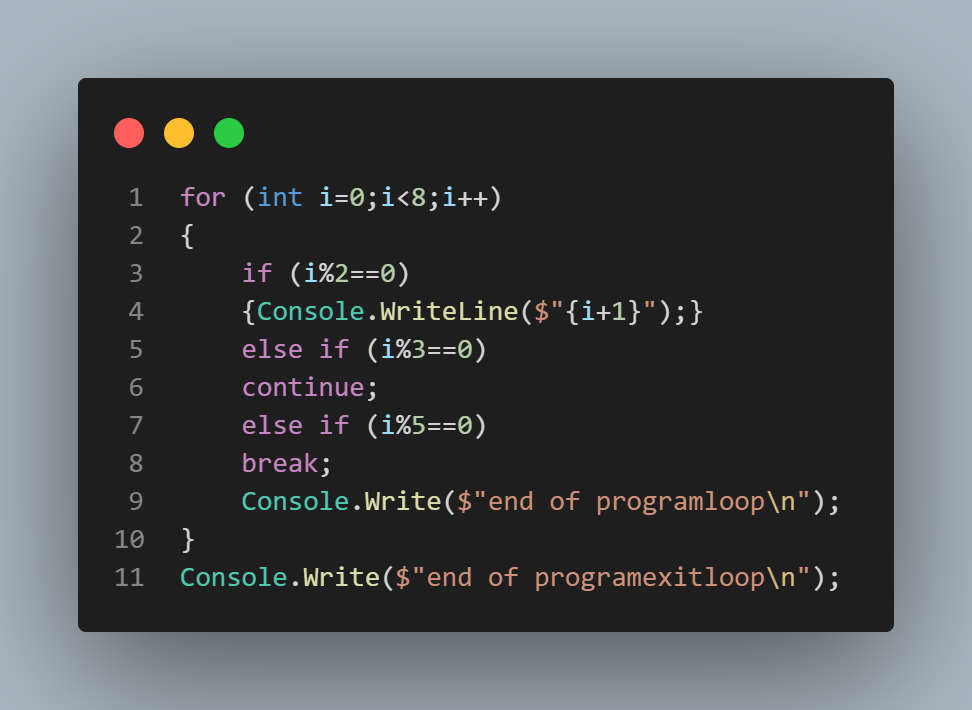 1 for (int i=0;i<8;i++)
2 {
3     if (i%2==0)
4     {Console.WriteLine($"{i+1}");}
5     else if (i%3==0)
6     continue;
7     else if (i%5==0)
8     break;
9     Console.Write($"end of programloop\n");
10 }
11 Console.Write($"end of programexitloop\n");